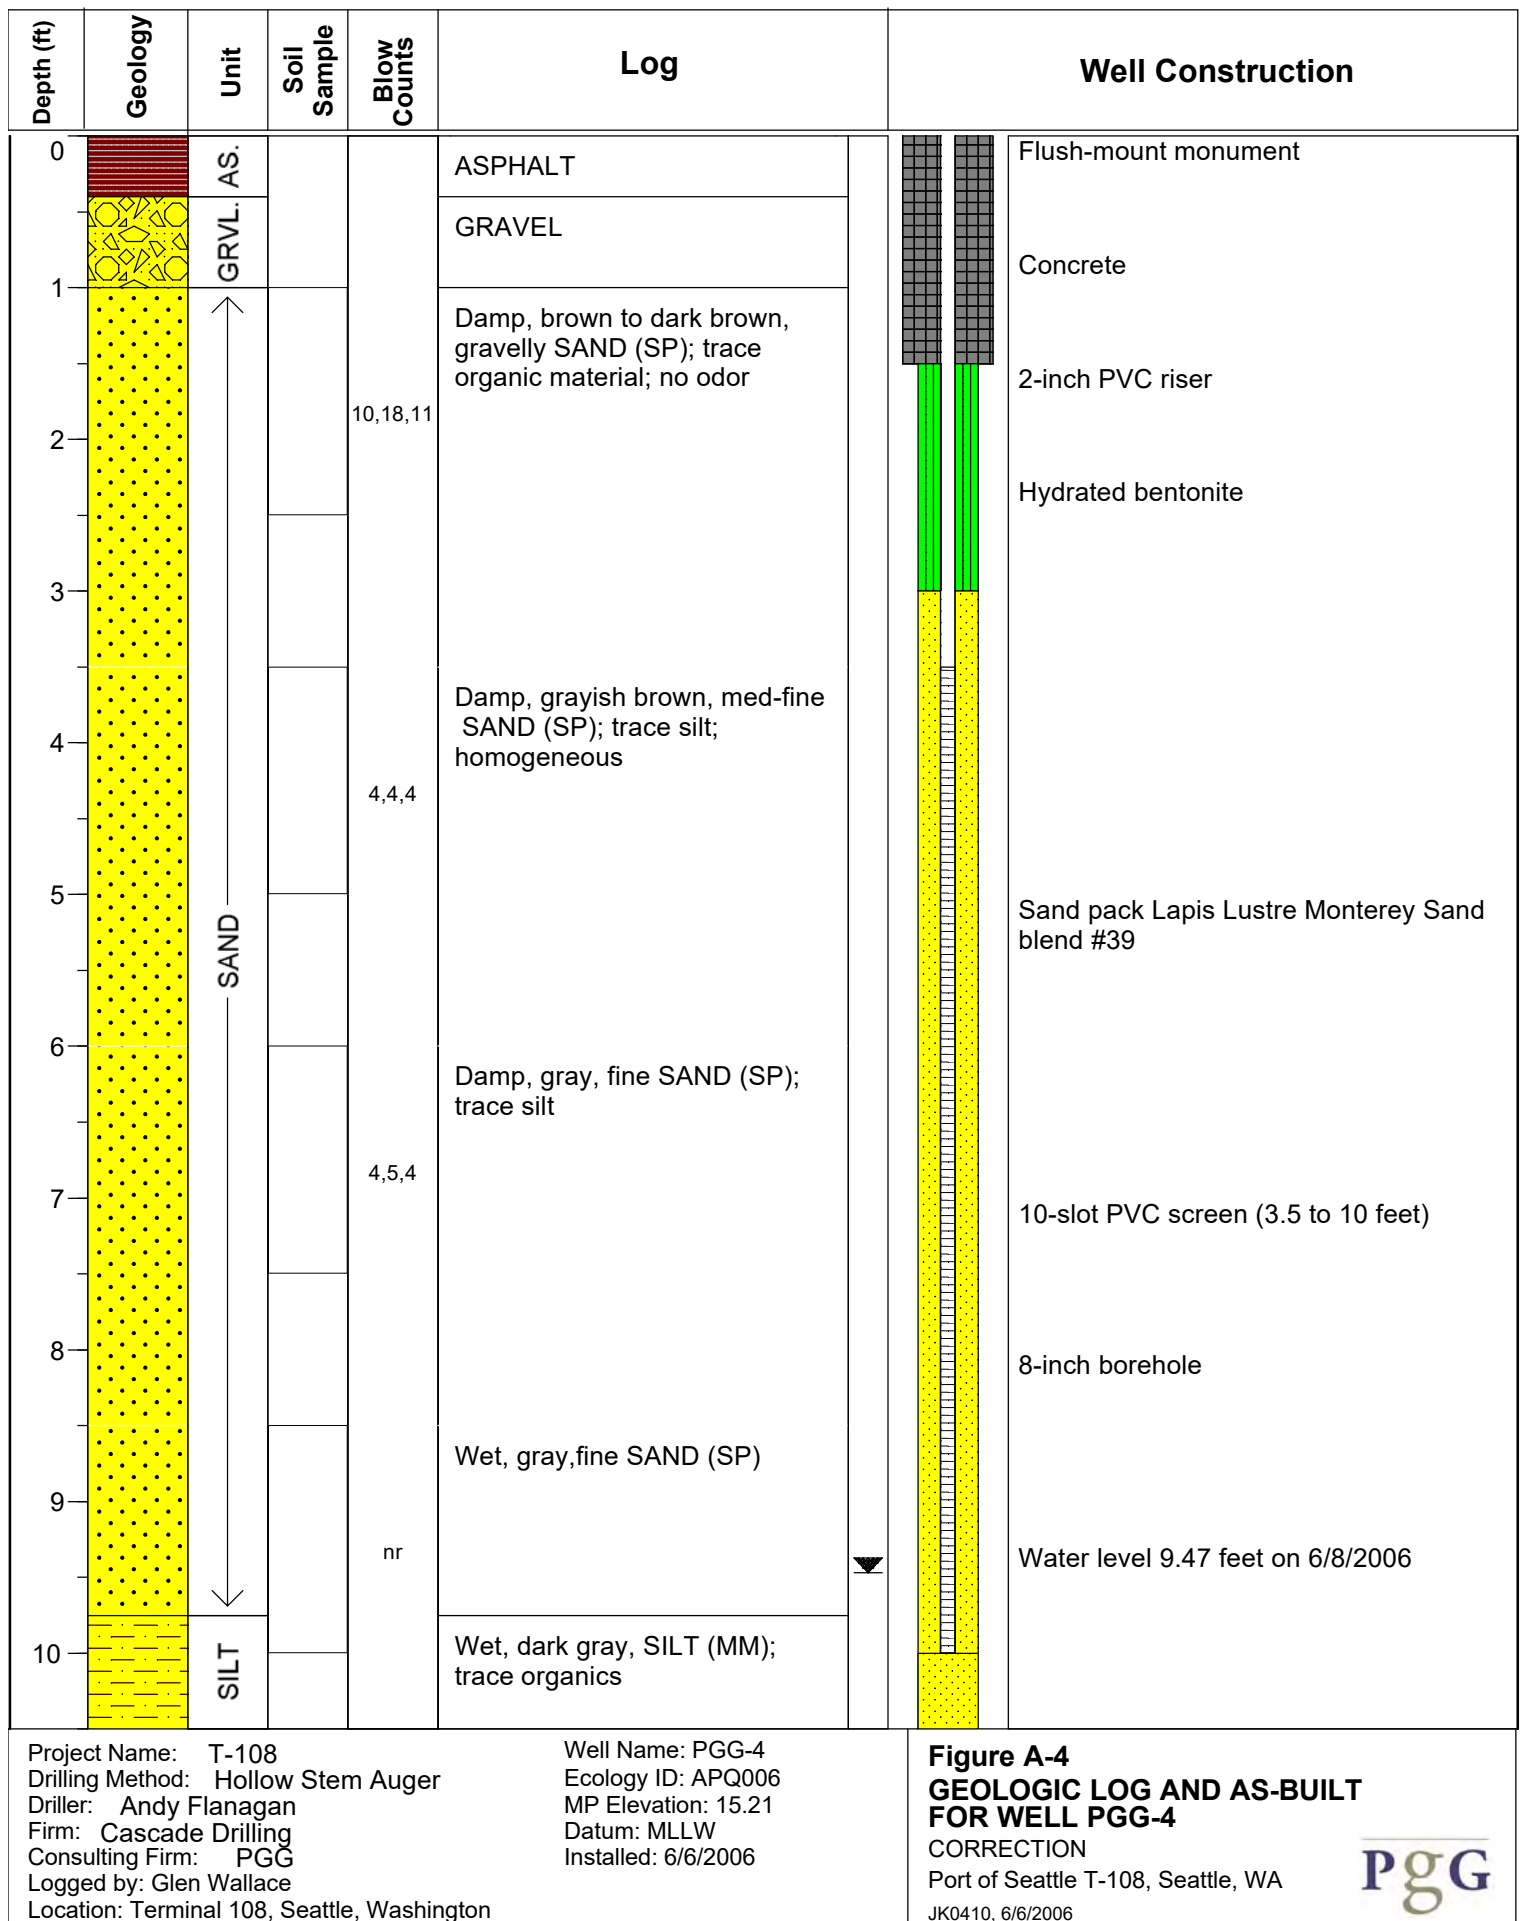 Depth (ft)
Geology
Unit
Soil
Sample
Blow
Counts
Log
Well Construction
0
AS.
ASPHALT
Flush-mount monument
GRVL.
GRAVEL
Concrete
1
Damp, brown to dark brown,
gravelly SAND (SP); trace
organic material; no odor
2-inch PVC riser
10,18,11
2
Hydrated bentonite
3
Damp, grayish brown, med-fine
SAND (SP); trace silt;
homogeneous
4
4,4,4
5
SAND
Sand pack Lapis Lustre Monterey Sand
blend #39
6
Damp, gray, fine SAND (SP);
trace silt
4,5,4
7
10-slot PVC screen (3.5 to 10 feet)
8
8-inch borehole
Wet, gray,fine SAND (SP)
9
nr
Water level 9.47 feet on 6/8/2006
10
SILT
Wet, dark gray, SILT (MM);
trace organics
Project Name: T-108
Drilling Method: Hollow Stem Auger
Driller: Andy Flanagan
Firm: Cascade Drilling
Consulting Firm: PGG
Logged by: Glen Wallace
Location: Terminal 108, Seattle, Washington
Well Name: PGG-4
Ecology ID: APQ006
MP Elevation: 15.21
Datum: MLLW
Installed: 6/6/2006
Figure A-4
GEOLOGIC LOG AND AS-BUILT
FOR WELL PGG-4
CORRECTION
Port of Seattle T-108, Seattle, WA
JK0410, 6/6/2006
PgG